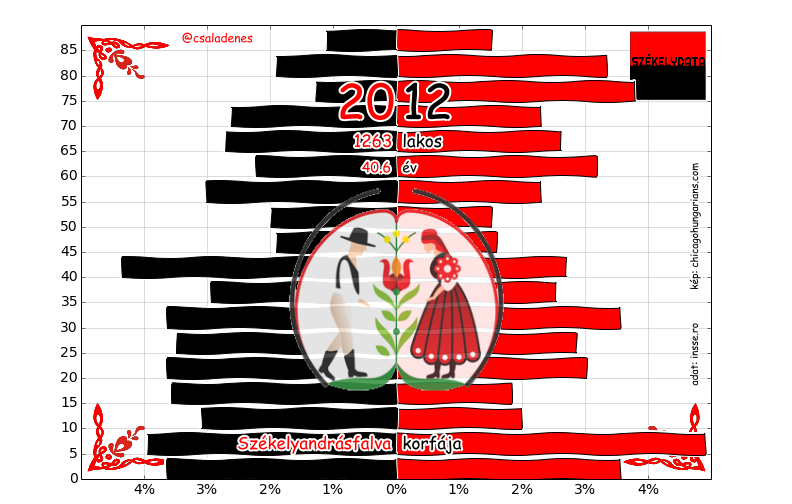 @csaladenes
SZÉKELYDATA
2012
1263 lakos
40.6 év
Székelyandrásfalva korfája
kép: chicagohungarians.com
adat: insse.ro
85
80
75
70
65
60
55
50
45
40
35
30
25
20
15
10
5
0
4% 3% 2% 1% 0% 1% 2% 3% 4%